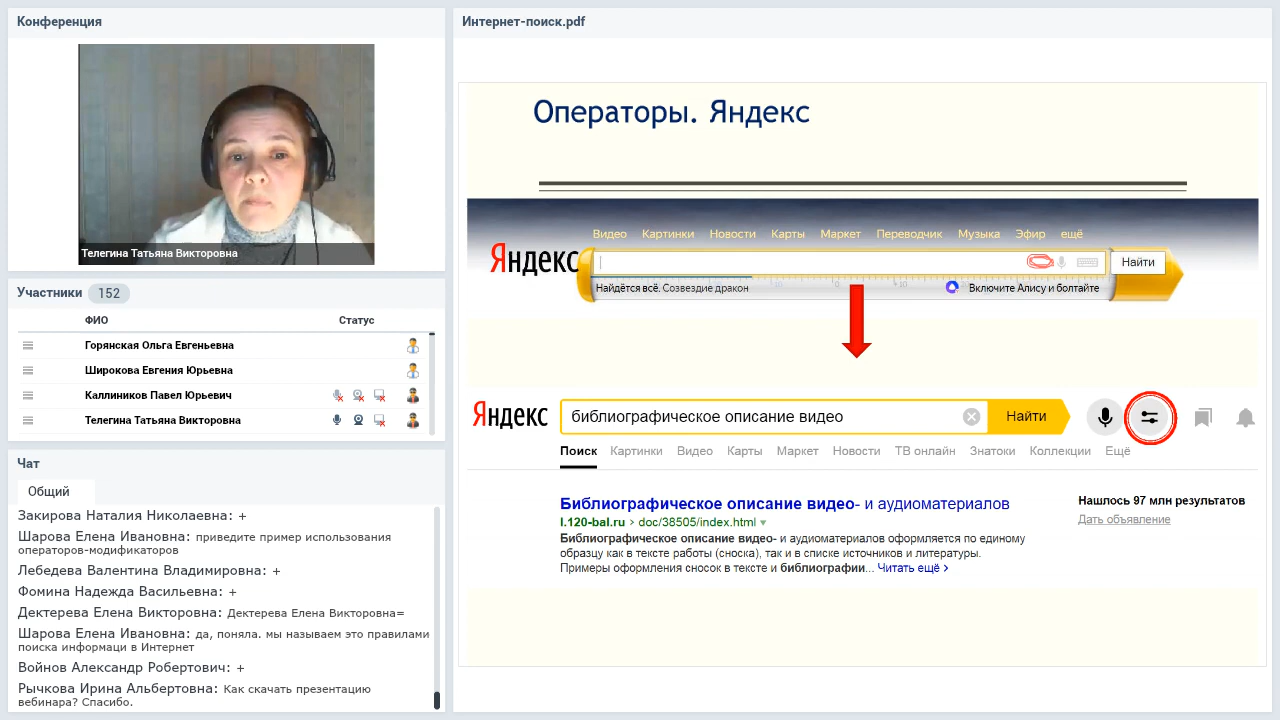 Конференция
Телегина Татьяна Викторовна
Участники 152
ФИО Статус
Горянская Ольга Евгеньевна
Широкова Евгения Юрьевна
Каллиников Павел Юрьевич
Телегина Татьяна Викторовна
Чат
Общий
Закирова Наталия Николаевна: +
Шарова Елена Ивановна: приведите пример использования
операторов-модификаторов
Лебедева Валентина Владимировна: +
Фомина Надежда Васильевна: +
Дектерева Елена Викторовна: Дектерева Елена Викторовна=
Шарова Елена Ивановна: да, поняла. мы называем это правилами
поиска информаци в Интернет
Войнов Александр Робертович: +
Рычкова Ирина Альбертовна: Как скачать презентацию
вебинара? Спасибо.
Интернет-поиск.pdf
Операторы. Яндекс
Видео Картинки Новости Карты Маркет Переводчик Музыка Эфир ещё
Яндекс Найти
Найдётся всё. Созвездие дракон Включите Алису и болтайте
Яндекс библиографическое описание видео Найти
Поиск Картинки Видео Карты Маркет Новости ТВ онлайн Знатоки Коллекции Ещё
Библиографическое описание видео- и аудиоматериалов
l.120-bal.ru › doc/38505/index.html
Библиографическое описание видео- и аудиоматериалов оформляется по единому
образцу как в тексте работы (сноска), так и в списке источников и литературы.
Примеры оформления сносок в тексте и библиографии... Читать ещё ›
Нашлось 97 млн результатов
Дать объявление